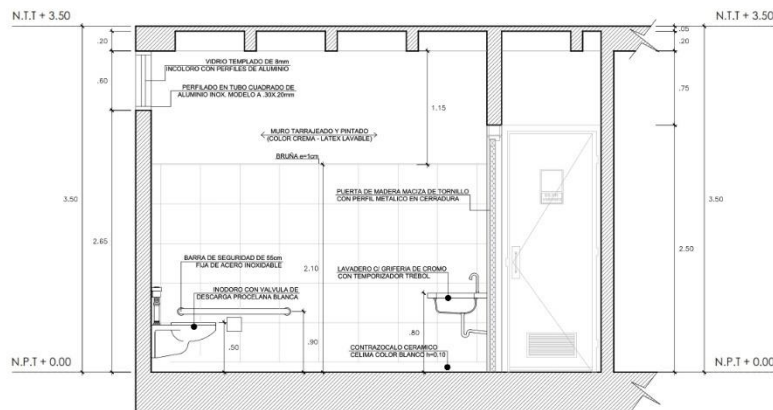 N.T.T + 3.50
N.T.T + 3.50
.20
.05
.20
VIDRIO TEMPLADO DE 8mm
INCOLORO CON PERFILES DE ALUMINIO
.60
PERFILADO EN TUBO CUADRADO DE
ALUMINIO INOX. MODELO A .30X.20mm
.75
1.15
MURO TARRAJEADO Y PINTADO
(COLOR CREMA - LATEX LAVABLE)
BRUÑA e=1cm
PUERTA DE MADERA MACIZA DE TORNILLO
CON PERFIL METALICO EN CERRADURA
3.50
3.50
2.65
2.50
BARRA DE SEGURIDAD DE 55cm
FIJA DE ACERO INOXIDABLE
2.10
LAVADERO C/ GRIFERIA DE CROMO
CON TEMPORIZADOR TREBOL
INODORO CON VALVULA DE
DESCARGA PROCELANA BLANCA
.50
.90
.80
CONTRAZOCALO CERAMICO
CELIMA COLOR BLANCO h=0.10
N.P.T + 0.00
N.P.T + 0.00